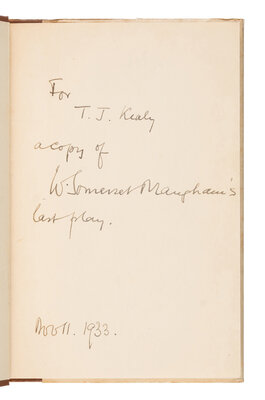 For
T. J. Kealy
a copy of
W. Somerset Maugham's
last play.
Nov 11. 1933.